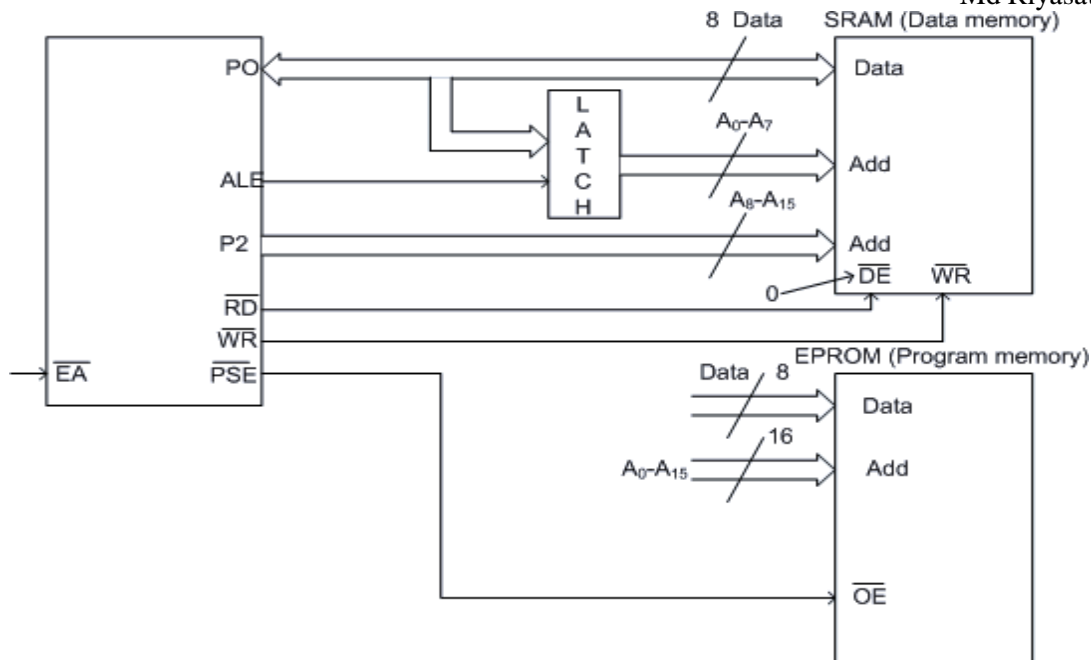 Md Riyasat
8 Data
SRAM (Data memory)
PO
Data
L
A
T
C
H
A₀-A₇
Add
ALE
A₈-A₁₅
P2
Add
0
DE
WR
RD
WR
EA
PSE
EPROM (Program memory)
Data
8
Data
16
A₀-A₁₅
Add
OE